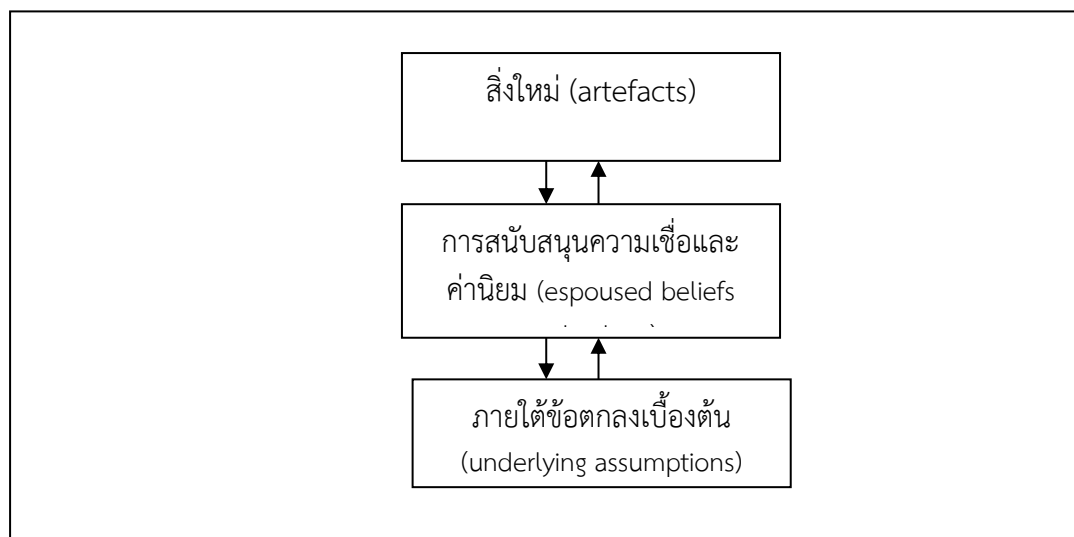 สิ่งใหม่ (artefacts)
การสนับสนุนความเชื่อและ
ค่านิยม (espoused beliefs
ภายใต้ข้อตกลงเบื้องต้น
(underlying assumptions)